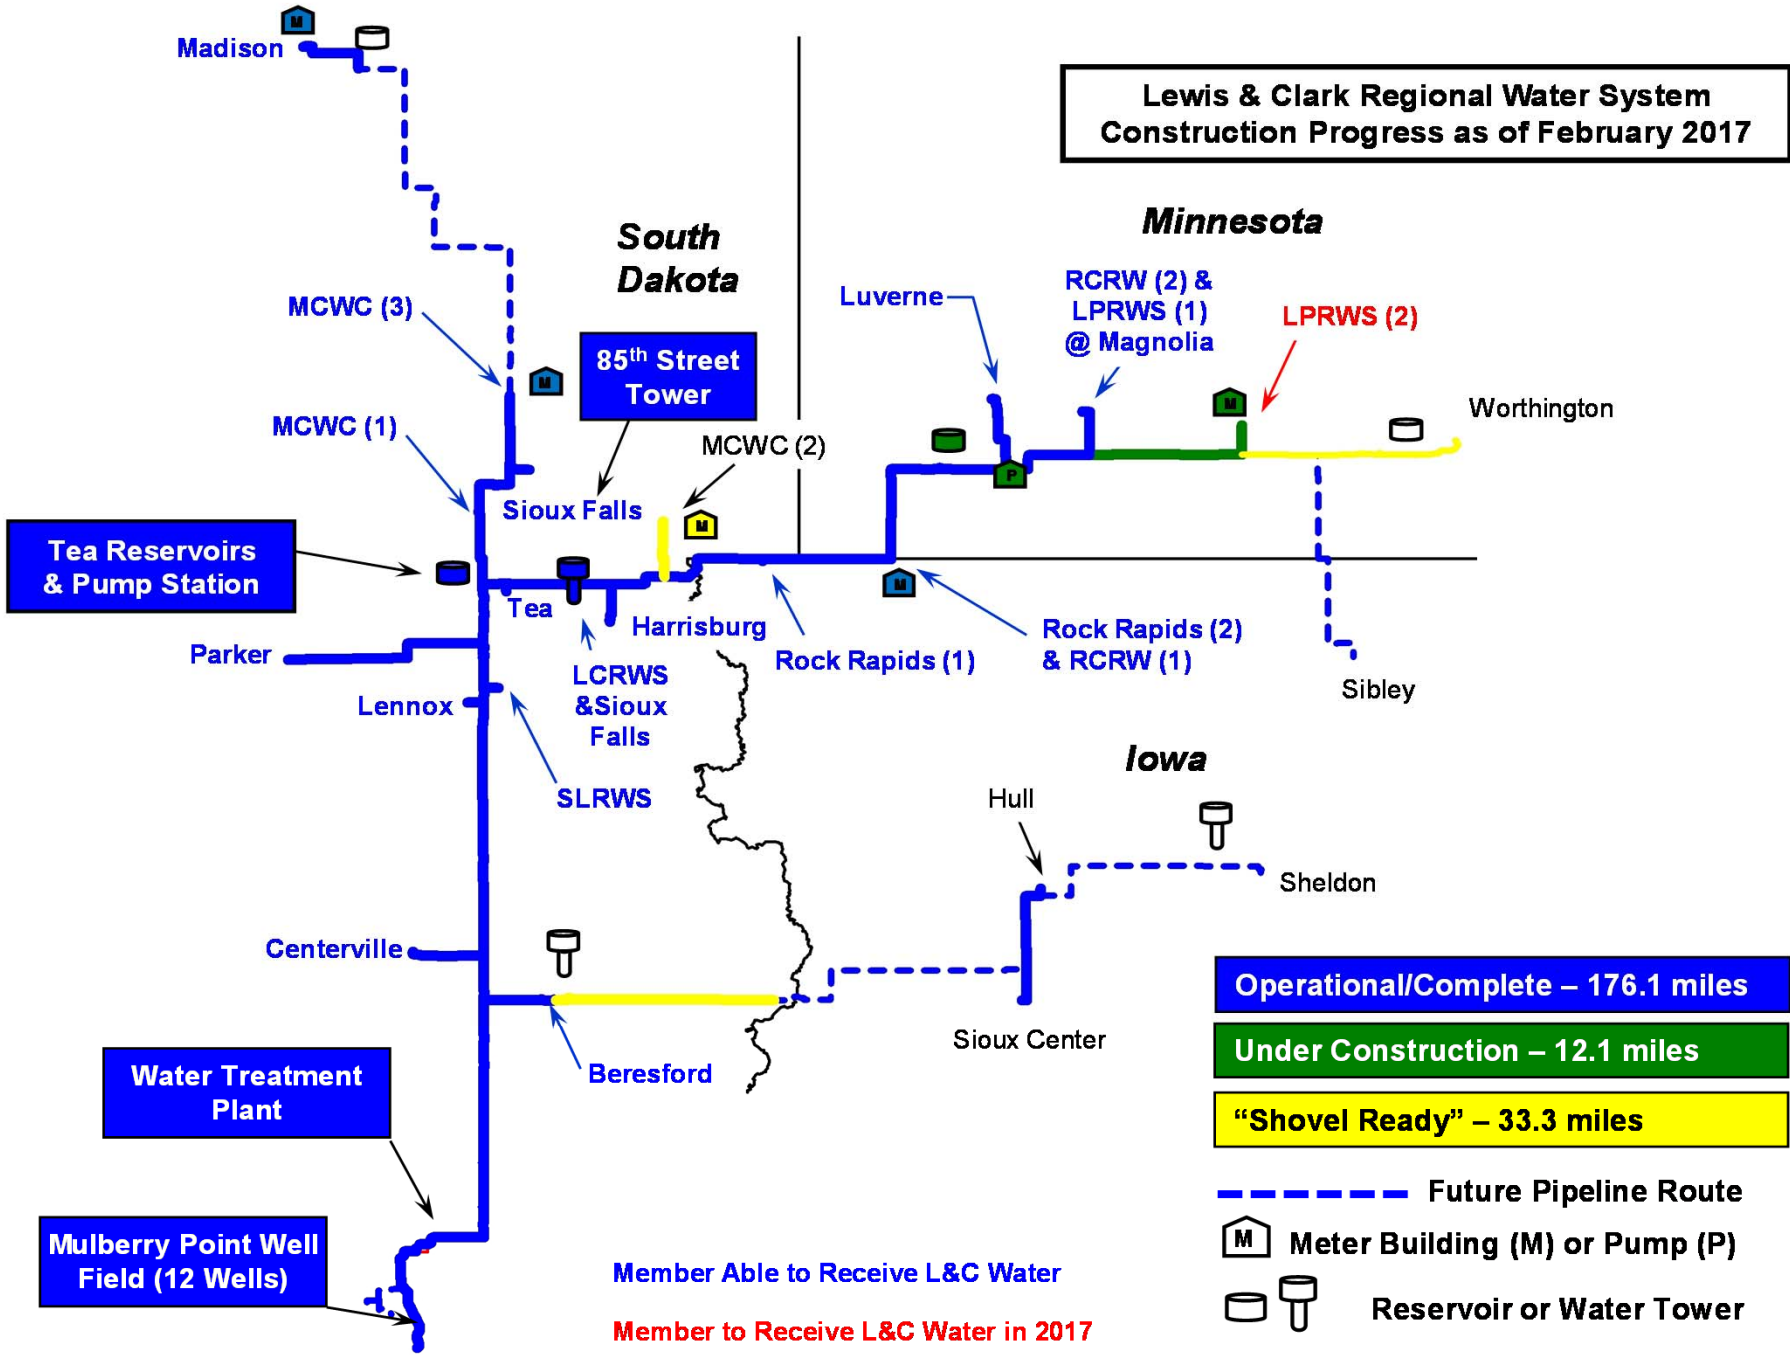 M
Madison
Lewis & Clark Regional Water System
Construction Progress as of February 2017
South
Dakota
Minnesota
MCWC (3)
Luverne
RCRW (2) &
LPRWS (1)
@ Magnolia
LPRWS (2)
M
85th Street
Tower
M
Worthington
MCWC (1)
MCWC (2)
P
Sioux Falls
M
Tea Reservoirs
& Pump Station
M
Tea
Harrisburg
Parker
Rock Rapids (1)
Rock Rapids (2)
& RCRW (1)
LCRWS
&Sioux
Falls
Lennox
Sibley
SLRWS
Iowa
Hull
Sheldon
Centerville
Sioux Center
Beresford
Water Treatment
Plant
Mulberry Point Well
Field (12 Wells)
Operational/Complete – 176.1 miles
Under Construction – 12.1 miles
“Shovel Ready” – 33.3 miles
Future Pipeline Route
M
Meter Building (M) or Pump (P)
Reservoir or Water Tower
Member Able to Receive L&C Water
Member to Receive L&C Water in 2017